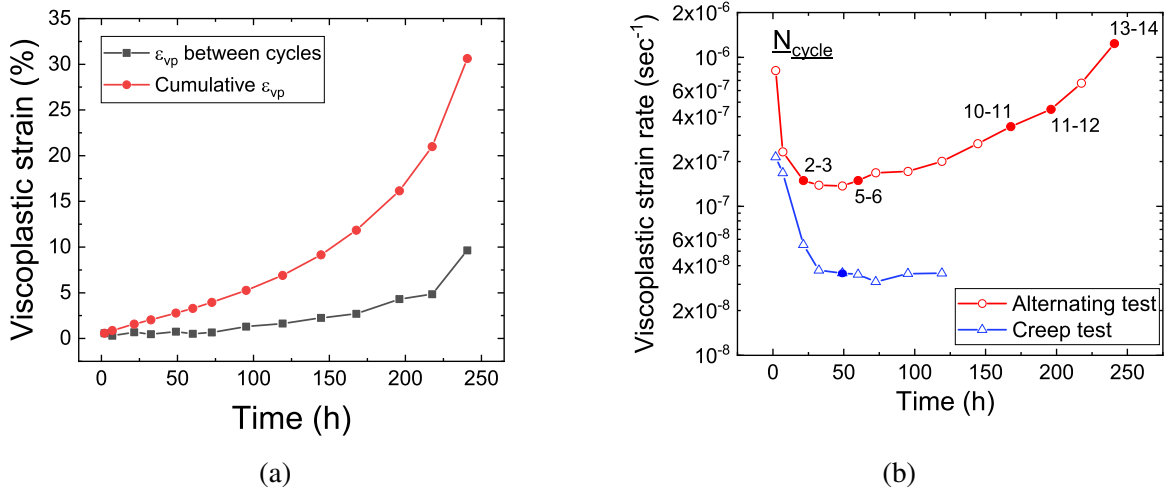 35
30
25
20
15
10
5
0
Viscoplastic strain (%)
ε_vp between cycles
Cumulative ε_vp
0 50 100 150 200 250
Time (h)
(a)
2x10⁻⁶
10⁻⁶
8x10⁻⁷
6x10⁻⁷
4x10⁻⁷
2x10⁻⁷
10⁻⁷
6x10⁻⁸
4x10⁻⁸
2x10⁻⁸
10⁻⁸
Viscoplastic strain rate (sec⁻¹)
N_cycle
13-14
10-11
11-12
2-3
5-6
Alternating test
Creep test
0 50 100 150 200 250
Time (h)
(b)